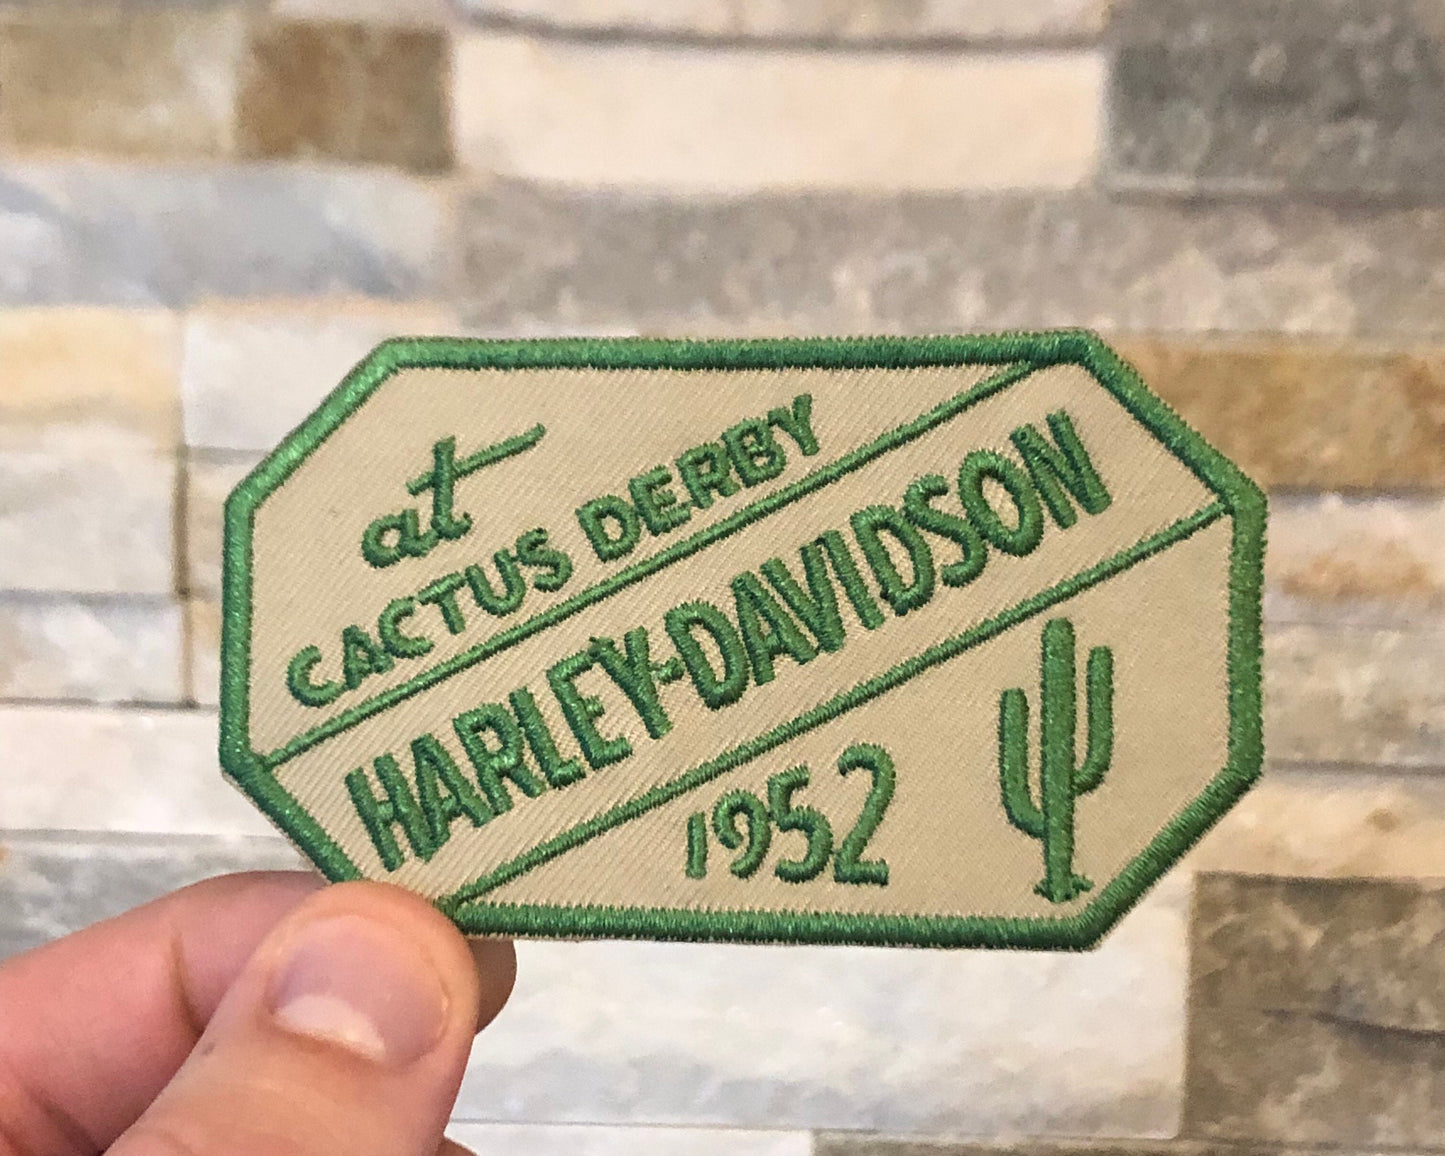 at
CACTUS DERBY
HARLEY-DAVIDSON
1952